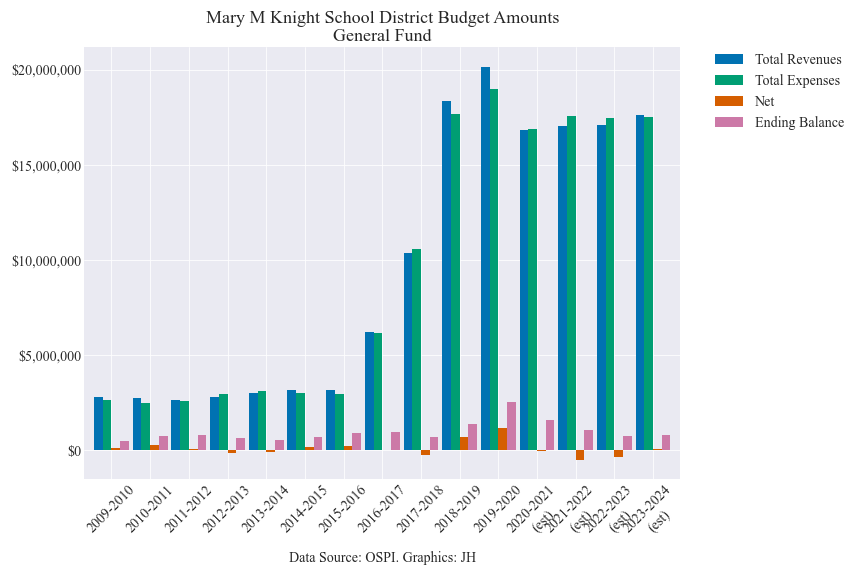 Mary M Knight School District Budget Amounts
General Fund
Total Revenues
Total Expenses
Net
Ending Balance
$20,000,000
$15,000,000
$10,000,000
$5,000,000
$0
2009-2010
2010-2011
2011-2012
2012-2013
2013-2014
2014-2015
2015-2016
2016-2017
2017-2018
2018-2019
2019-2020
2020-2021
(est)
2021-2022
(est)
2022-2023
(est)
2023-2024
(est)
Data Source: OSPI. Graphics: JH